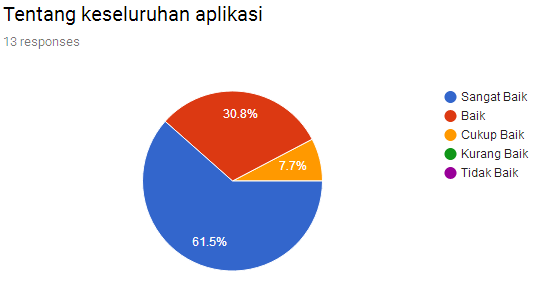 Tentang keseluruhan aplikasi
13 responses
30.8%
7.7%
61.5%
Sangat Baik
Baik
Cukup Baik
Kurang Baik
Tidak Baik